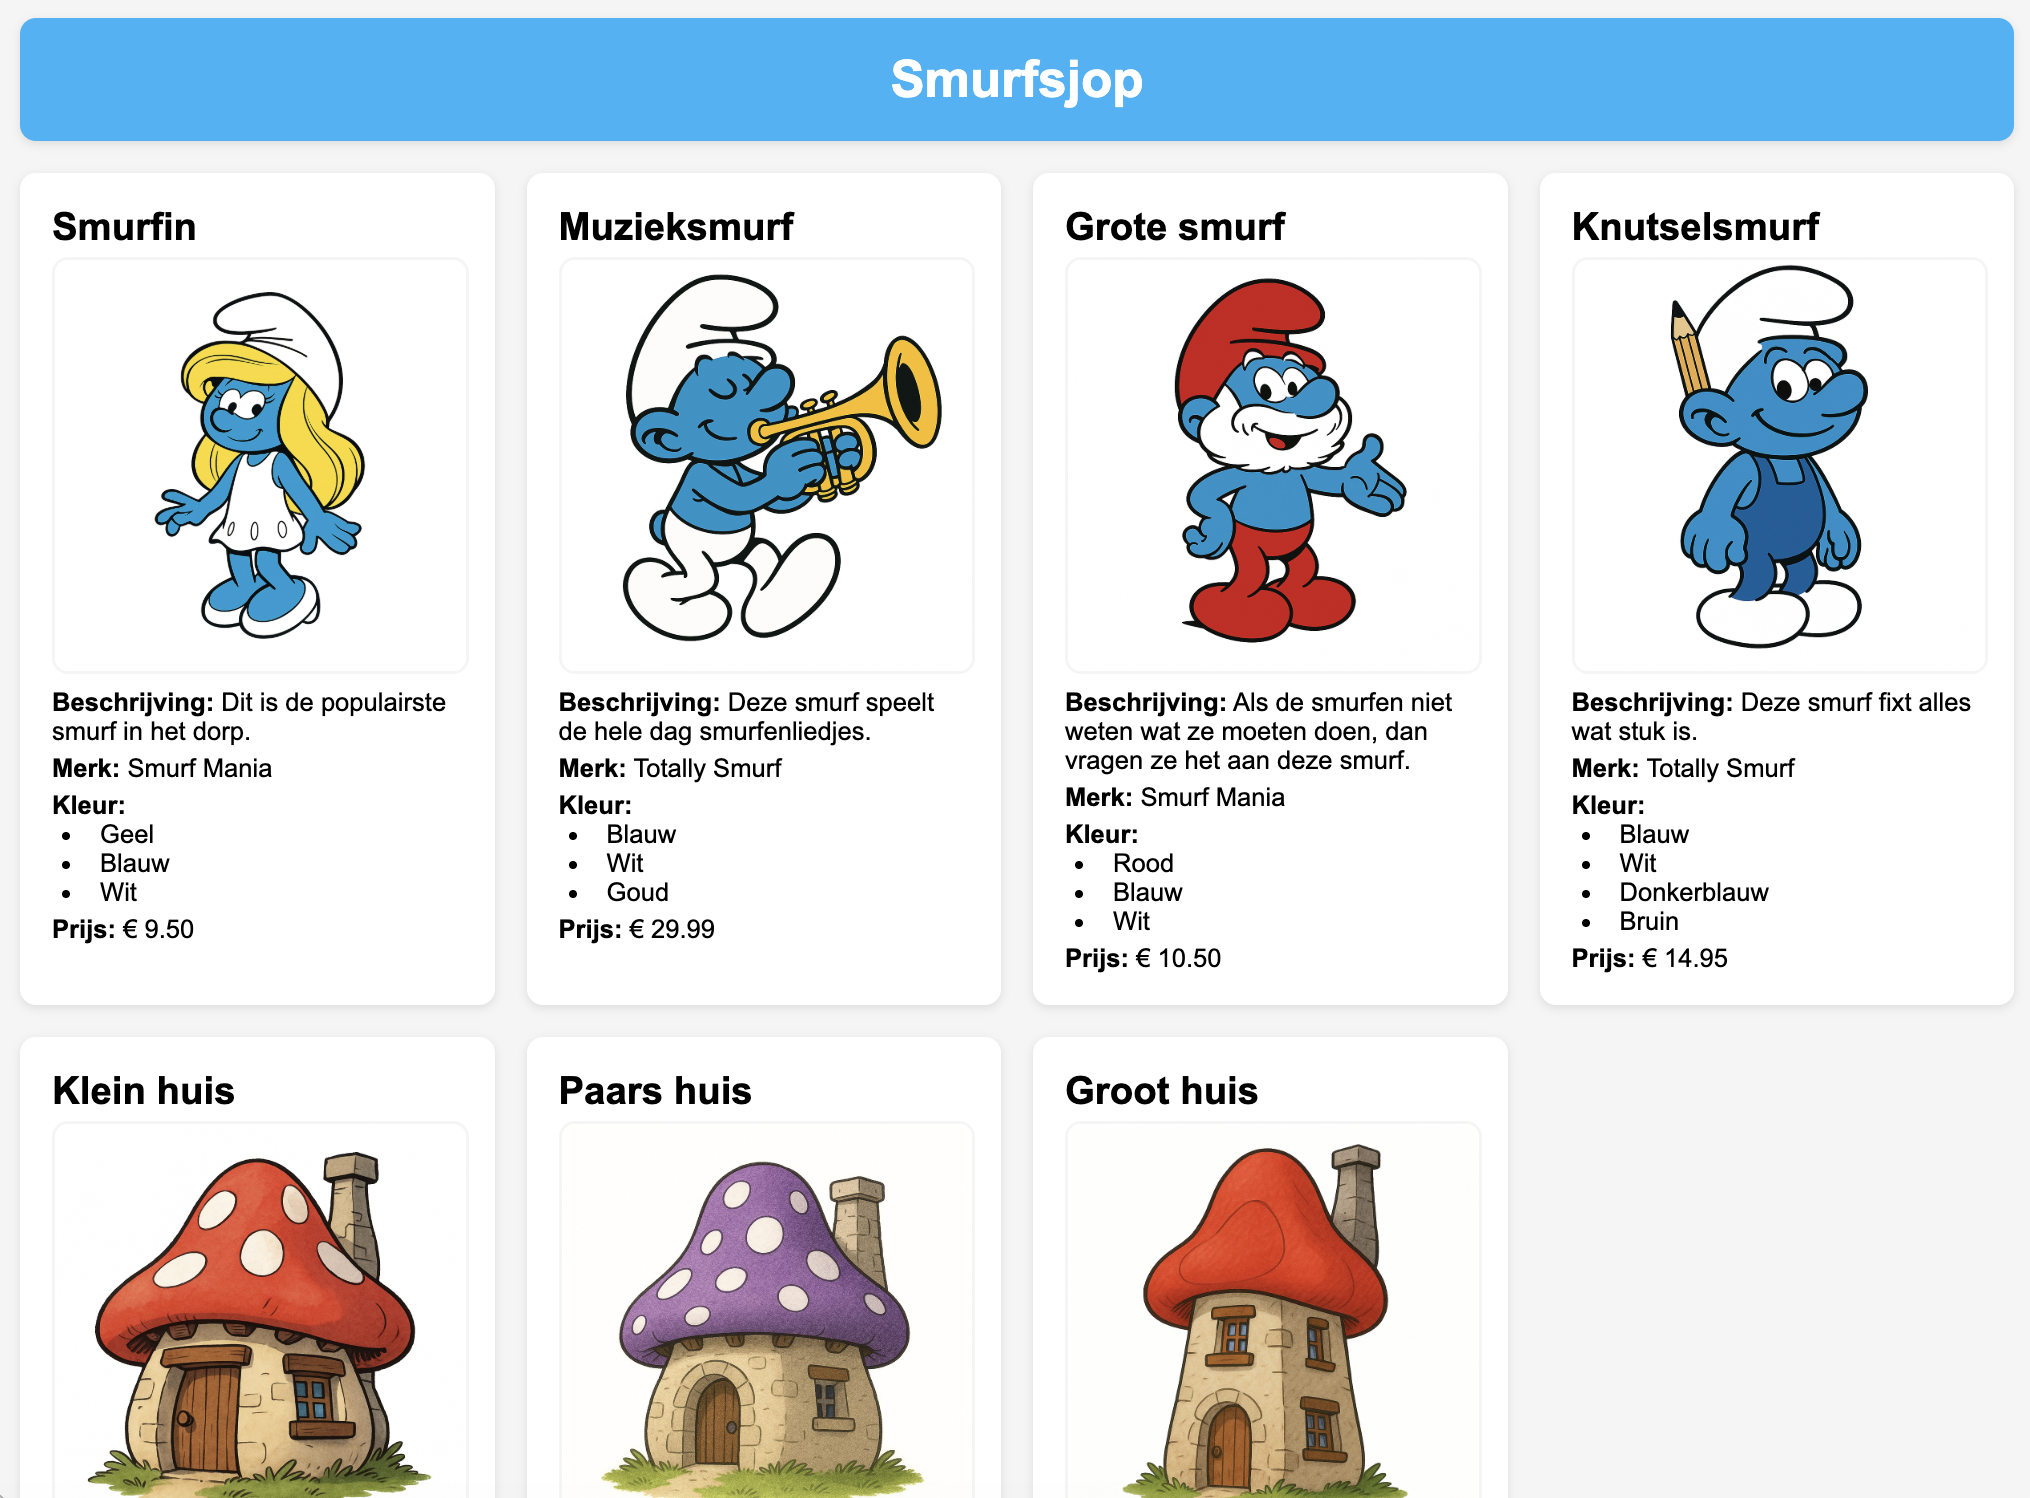 Smurfsjop
Smurfin
Beschrijving: Dit is de populairste
smurf in het dorp.
Merk: Smurf Mania
Kleur:
• Geel
• Blauw
• Wit
Prijs: € 9.50
Muzieksmurf
Beschrijving: Deze smurf speelt
de hele dag smurfenliedjes.
Merk: Totally Smurf
Kleur:
• Blauw
• Wit
• Goud
Prijs: € 29.99
Grote smurf
Beschrijving: Als de smurfen niet
weten wat ze moeten doen, dan
vragen ze het aan deze smurf.
Merk: Smurf Mania
Kleur:
• Rood
• Blauw
• Wit
Prijs: € 10.50
Knutselsmurf
Beschrijving: Deze smurf fixt alles
wat stuk is.
Merk: Totally Smurf
Kleur:
• Blauw
• Wit
• Donkerblauw
• Bruin
Prijs: € 14.95
Klein huis
Paars huis
Groot huis